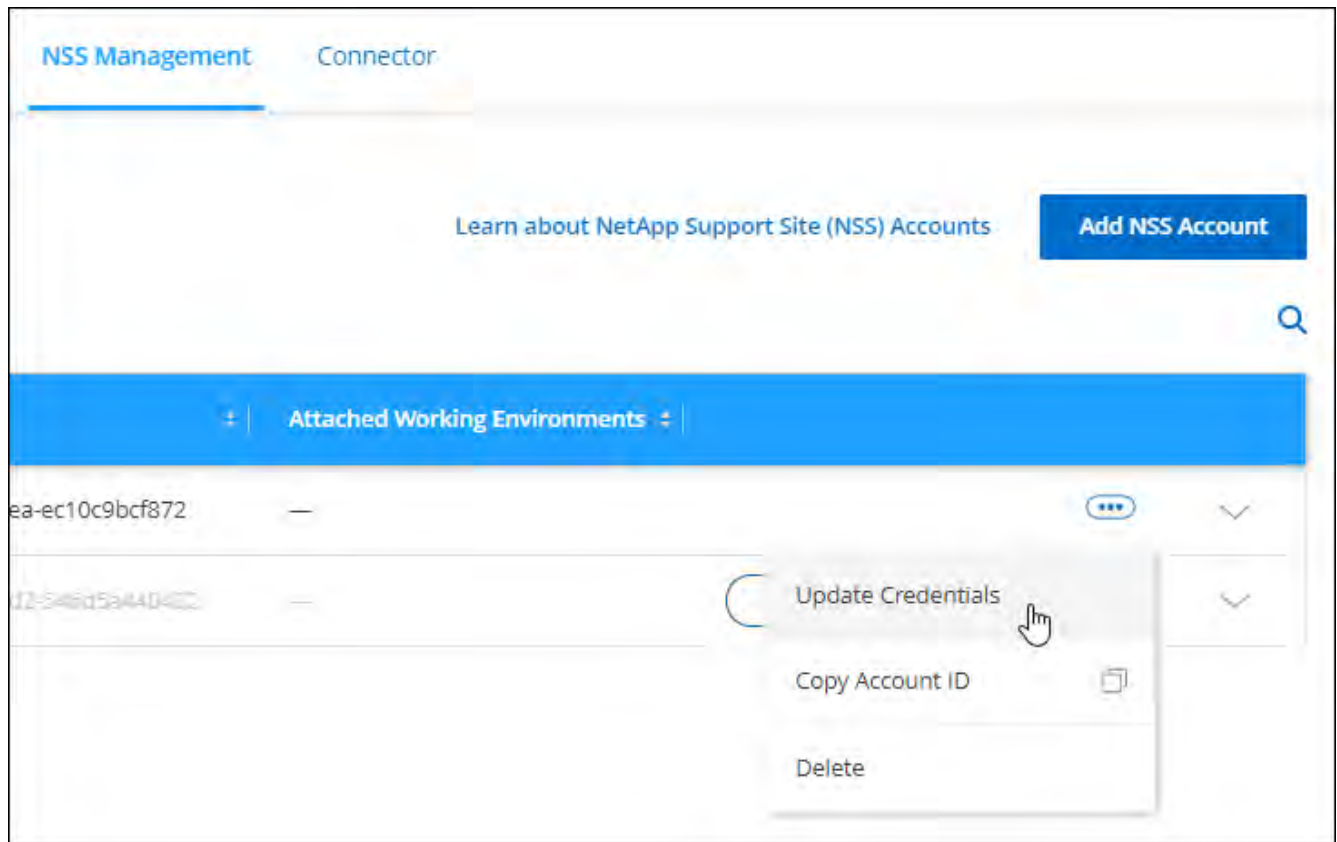 NSS Management Connector
Learn about NetApp Support Site (NSS) Accounts Add NSS Account
Attached Working Environments
ea-ec10c9bcf872 —
—
Update Credentials
Copy Account ID
Delete